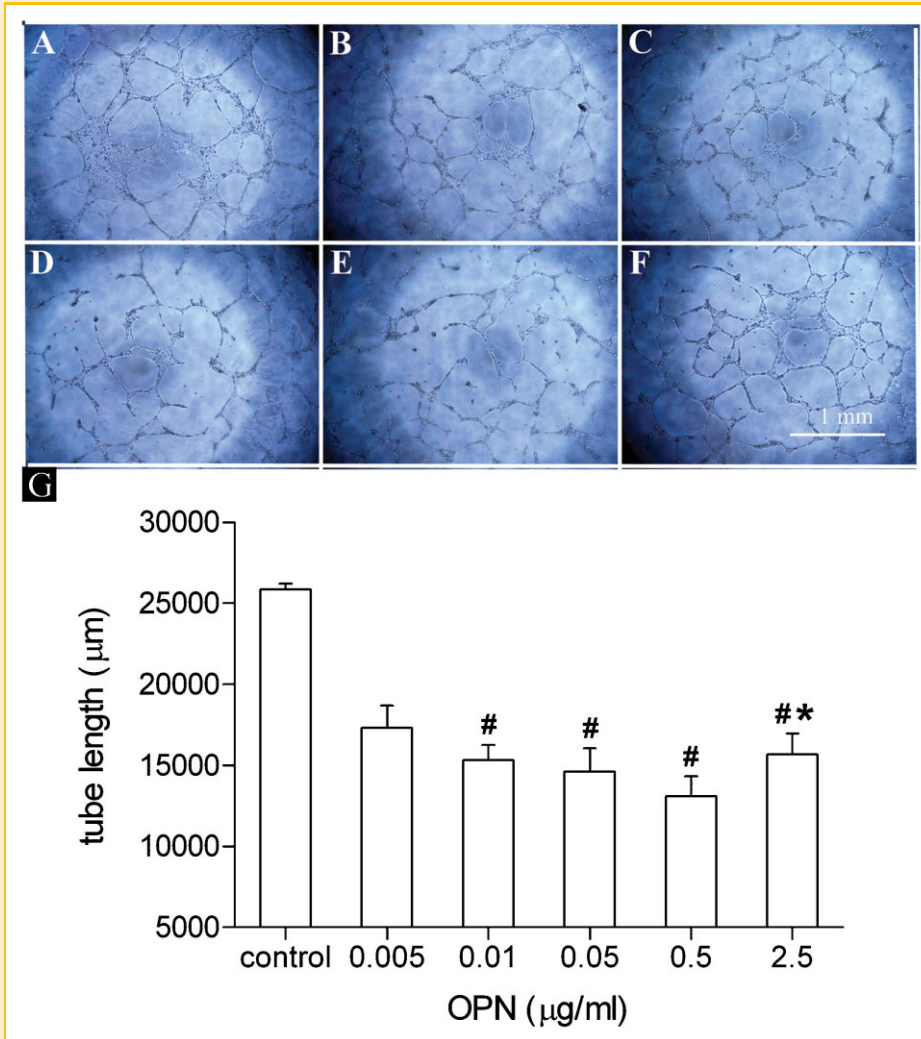 A B C
D E F
1 mm
G
30000
25000
20000
15000
10000
5000
tube length (μm)
# # # #*
control 0.005 0.01 0.05 0.5 2.5
OPN (μg/ml)